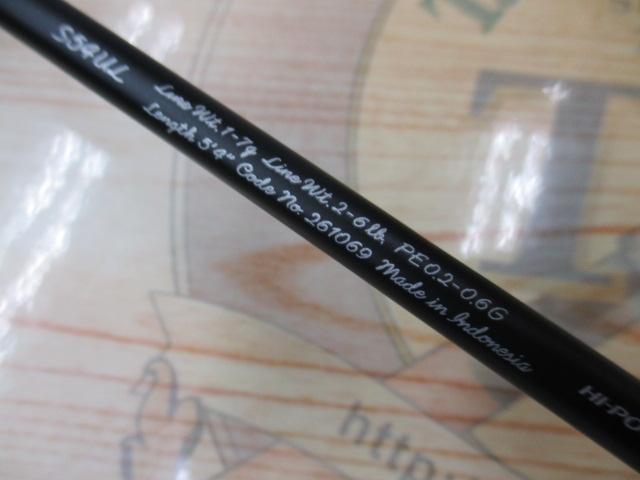 S54UL
Lure Wt. 1-7g Line Wt. 2-6lb. PE0.2-0.6G
Length 5'4" Code No. 261069 Made in Indonesia
HI-PO
http:
T